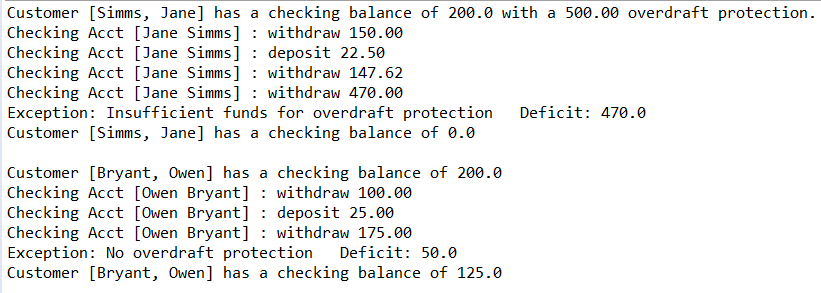 Customer [Simms, Jane] has a checking balance of 200.0 with a 500.00 overdraft protection.
Checking Acct [Jane Simms] : withdraw 150.00
Checking Acct [Jane Simms] : deposit 22.50
Checking Acct [Jane Simms] : withdraw 147.62
Checking Acct [Jane Simms] : withdraw 470.00
Exception: Insufficient funds for overdraft protection   Deficit: 470.0
Customer [Simms, Jane] has a checking balance of 0.0

Customer [Bryant, Owen] has a checking balance of 200.0
Checking Acct [Owen Bryant] : withdraw 100.00
Checking Acct [Owen Bryant] : deposit 25.00
Checking Acct [Owen Bryant] : withdraw 175.00
Exception: No overdraft protection   Deficit: 50.0
Customer [Bryant, Owen] has a checking balance of 125.0